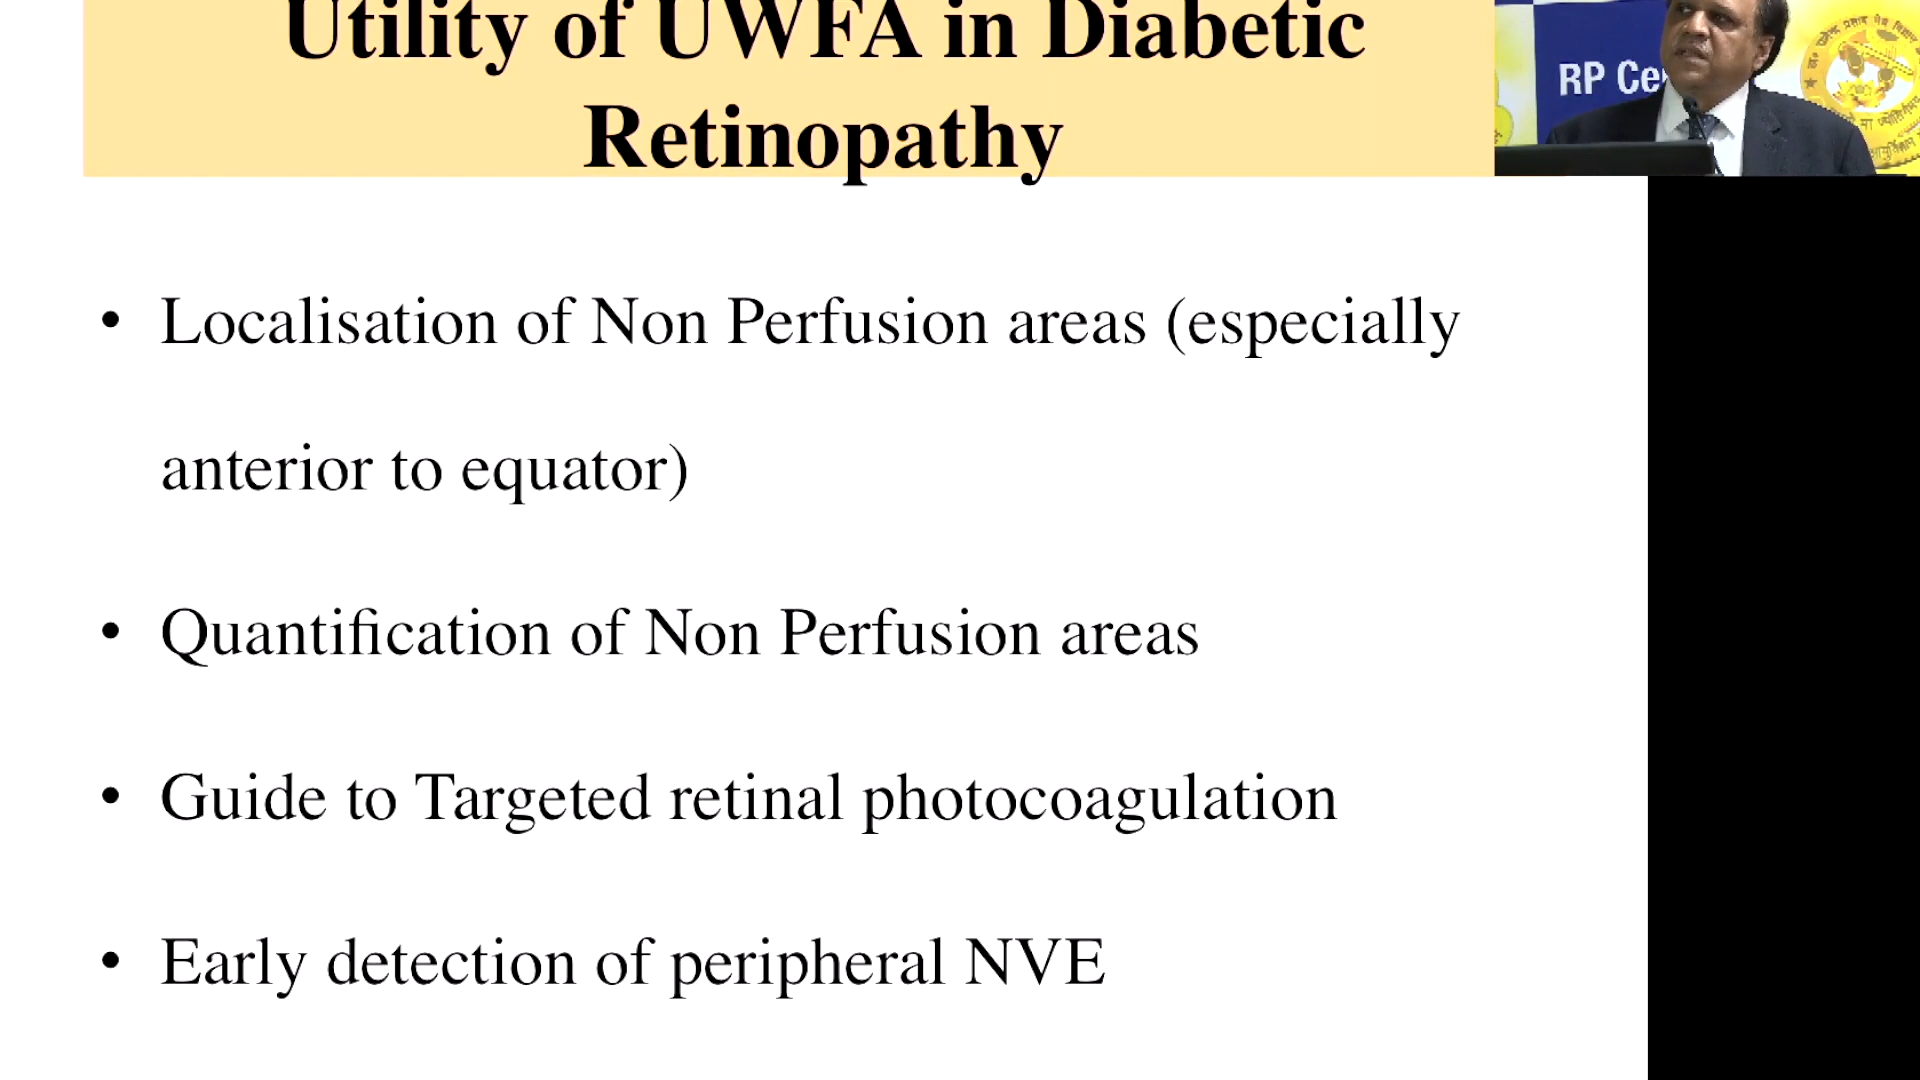 Utility of UWFA in Diabetic
Retinopathy
RP Ce
• Localisation of Non Perfusion areas (especially
anterior to equator)
• Quantification of Non Perfusion areas
• Guide to Targeted retinal photocoagulation
• Early detection of peripheral NVE